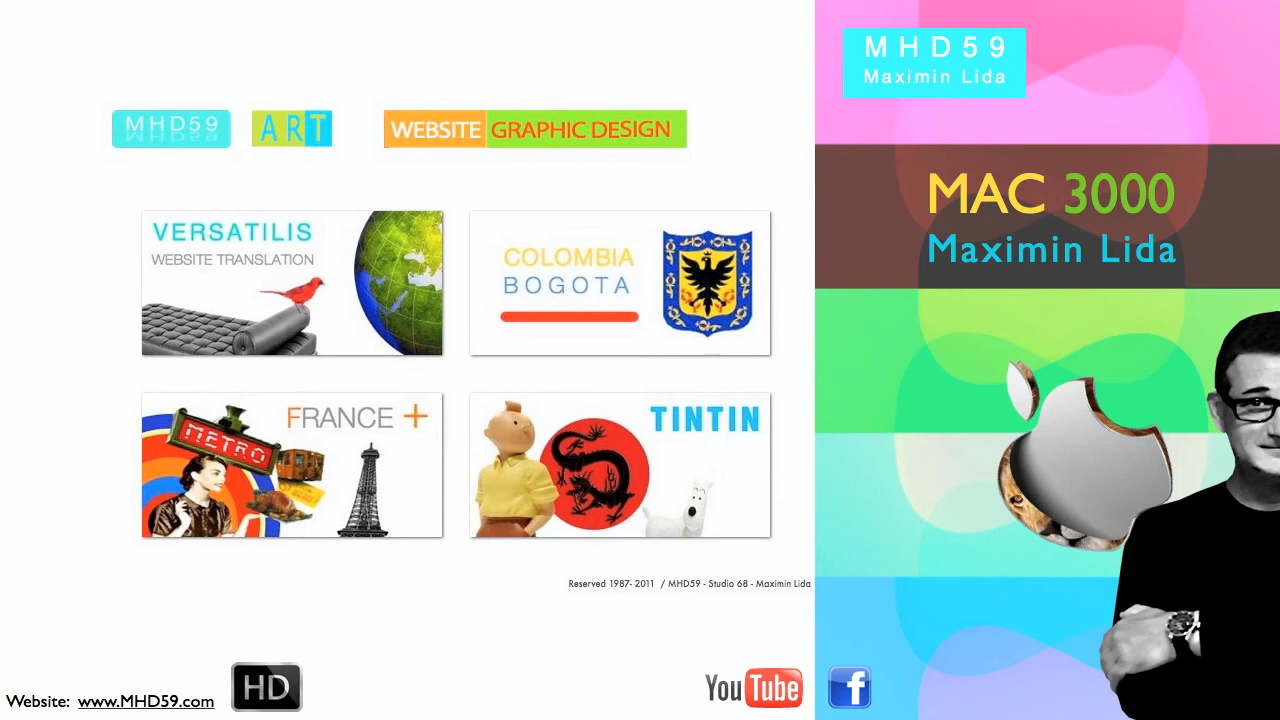 MHD59
ART
WEBSITE GRAPHIC DESIGN
VERSATILIS
WEBSITE TRANSLATION
COLOMBIA
BOGOTA
METRO
FRANCE +
TINTIN
Reserved 1987- 2011 / MHD59 - Studio 68 - Maximin Lida
Website: www.MHD59.com
HD
YouTube
f
MHD59
Maximin Lida
MAC 3000
Maximin Lida